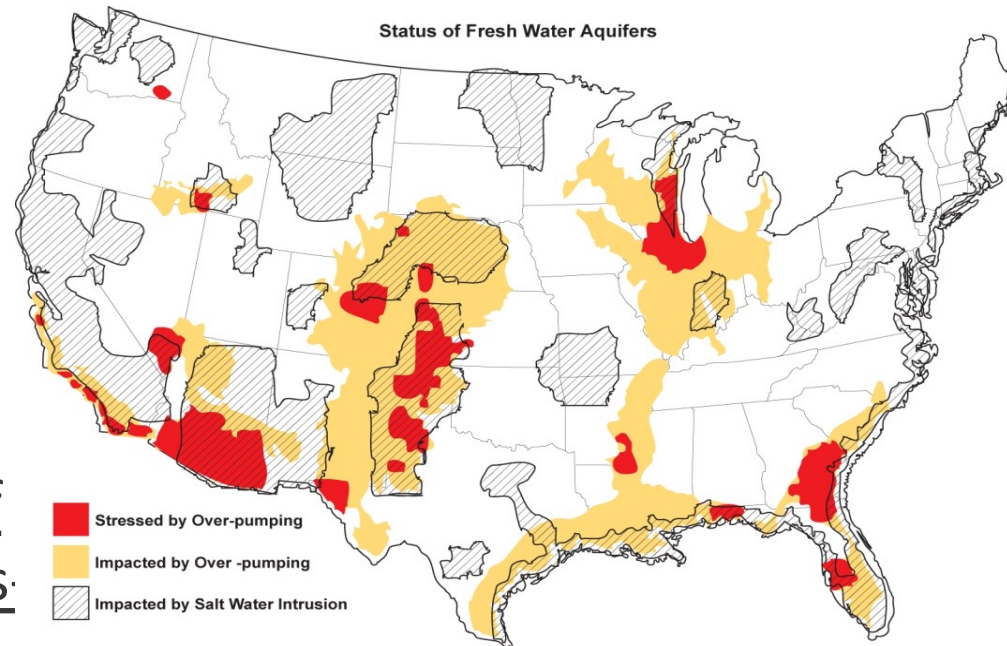 Status of Fresh Water Aquifers
Stressed by Over-pumping
Impacted by Over -pumping
Impacted by Salt Water Intrusion